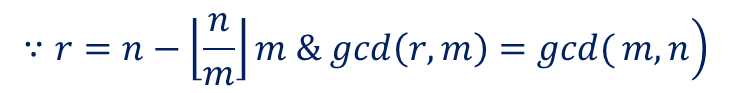 ∵ r = n − ⌊n/m⌋ m & gcd(r, m) = gcd( m, n)